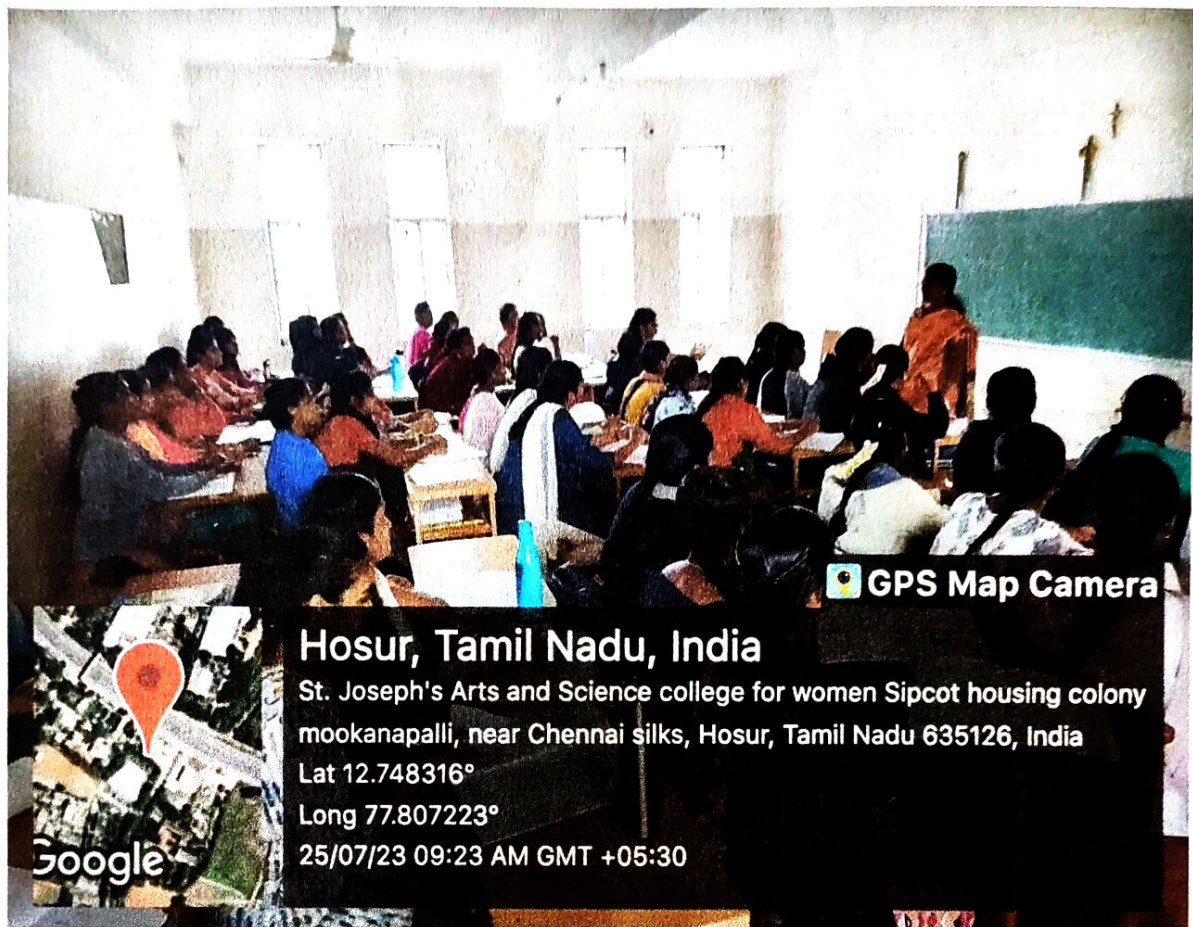 GPS Map Camera
Hosur, Tamil Nadu, India
St. Joseph's Arts and Science college for women Sipcot housing colony
mookanapalli, near Chennai silks, Hosur, Tamil Nadu 635126, India
Lat 12.748316°
Long 77.807223°
25/07/23 09:23 AM GMT +05:30
Google